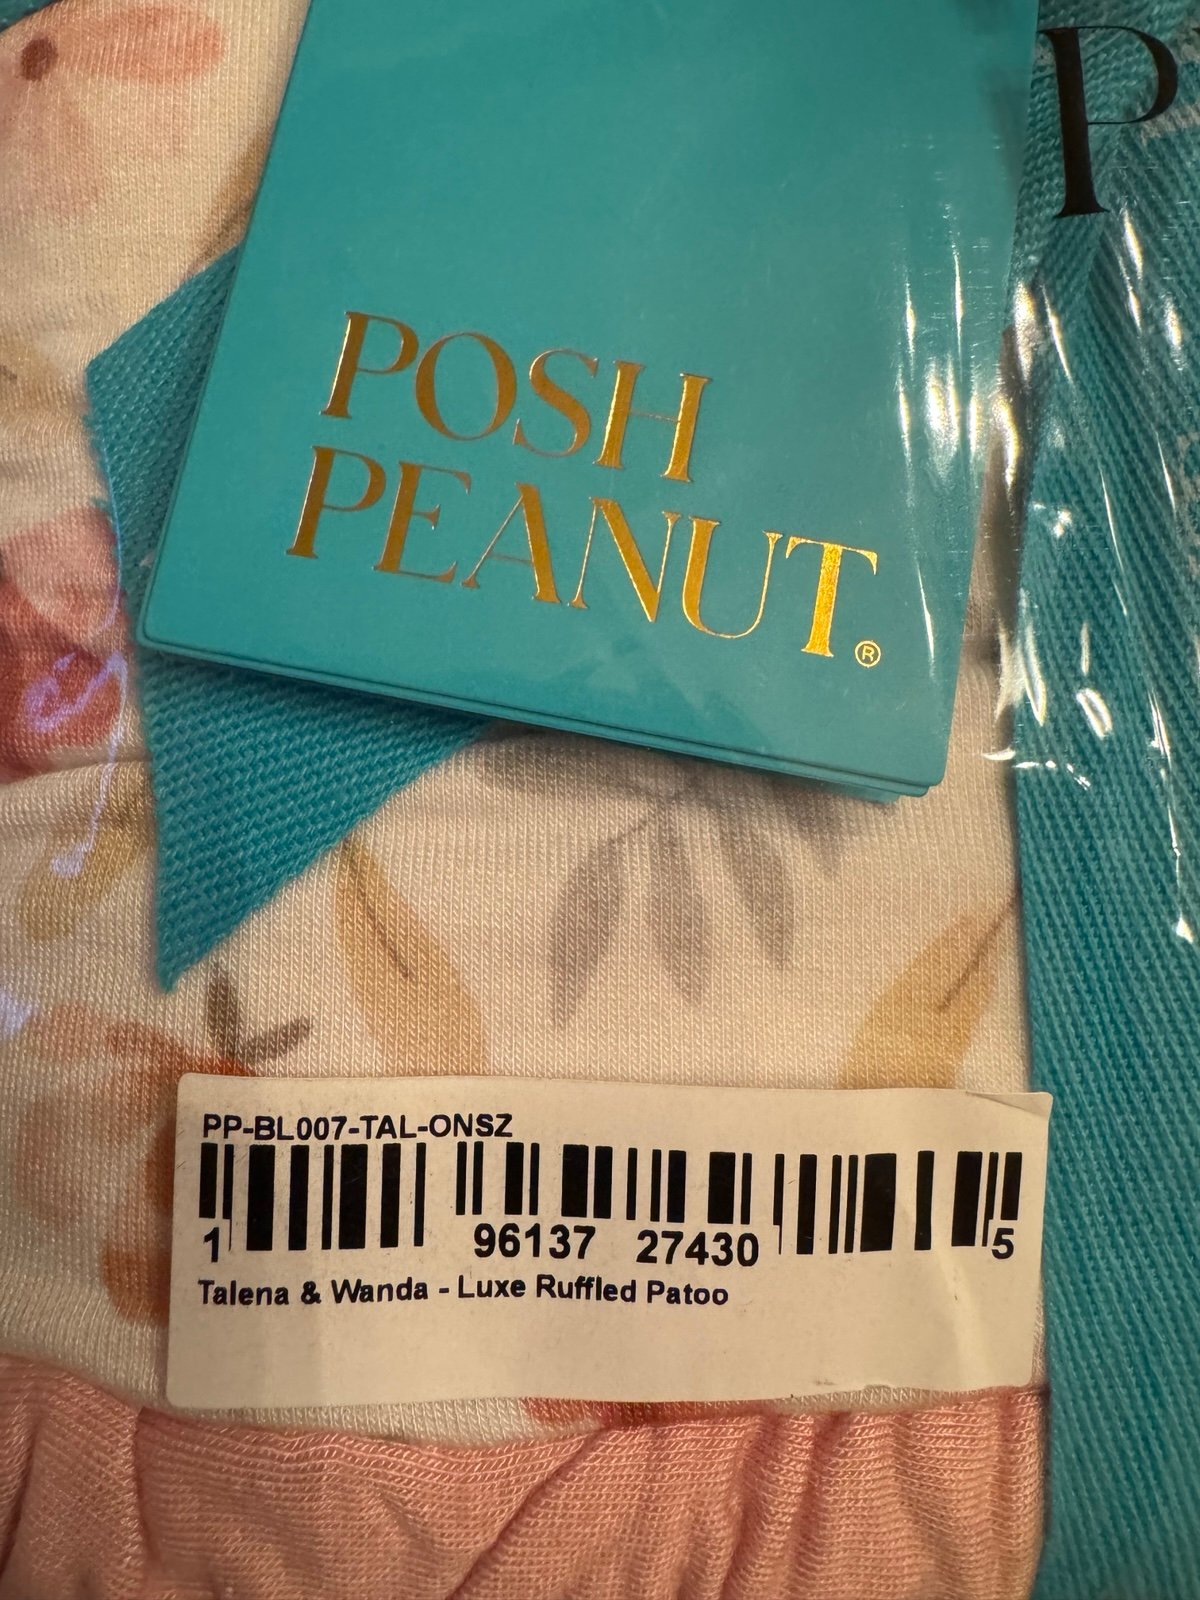 P
POSH
PEANUT®
PP-BL007-TAL-ONSZ
1 96137 27430 5
Talena & Wanda - Luxe Ruffled Patoo